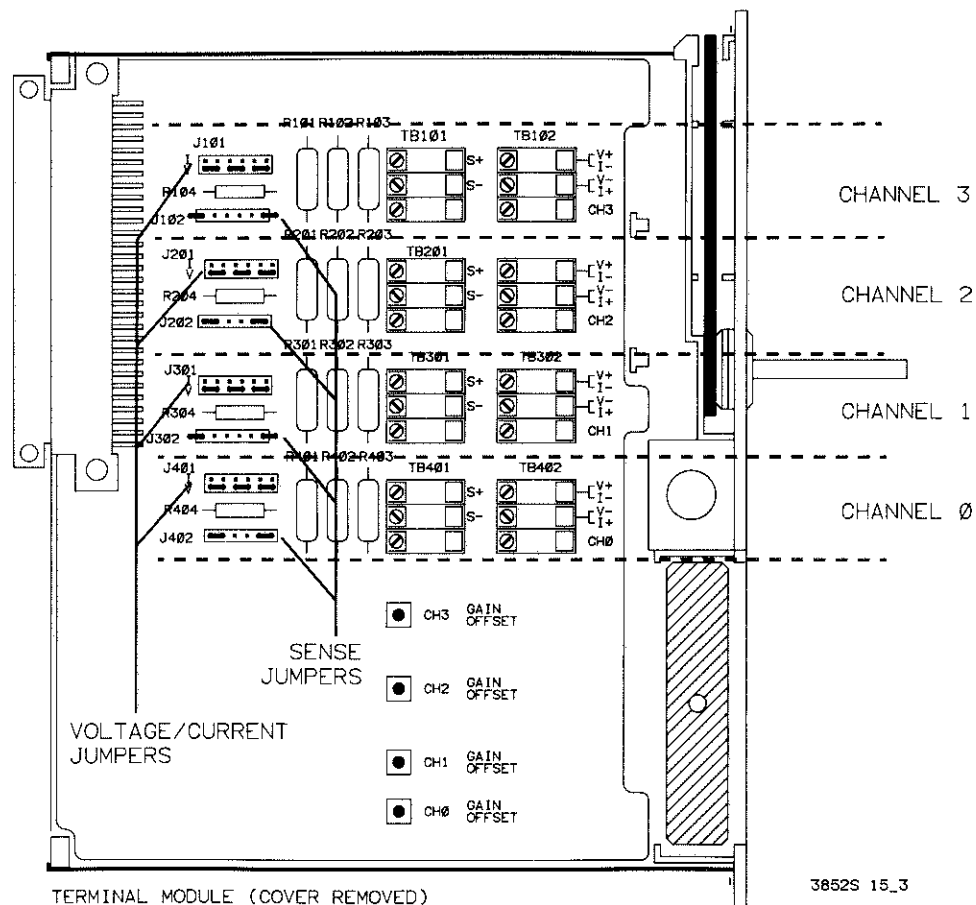 R101 R102 R103
J101
TB101
TB102
I
V
S+
V+
I-
R104
S-
V-
I+
CHANNEL 3
J102
CH3
R201 R202 R203
J201
TB201
I
V
S+
V+
I-
R204
S-
V-
I+
CHANNEL 2
J202
CH2
R301 R302 R303
TB301
TB302
J301
I
V
S+
V+
I-
R304
S-
V-
I+
CHANNEL 1
J302
CH1
R401 R402 R403
J401
TB401
TB402
I
V
S+
V+
I-
R404
S-
V-
I+
CHANNEL 0
J402
CH0
CH3 GAIN
OFFSET
SENSE
JUMPERS
CH2 GAIN
OFFSET
VOLTAGE/CURRENT
JUMPERS
CH1 GAIN
OFFSET
CH0 GAIN
OFFSET
TERMINAL MODULE (COVER REMOVED)
3852S 15_3